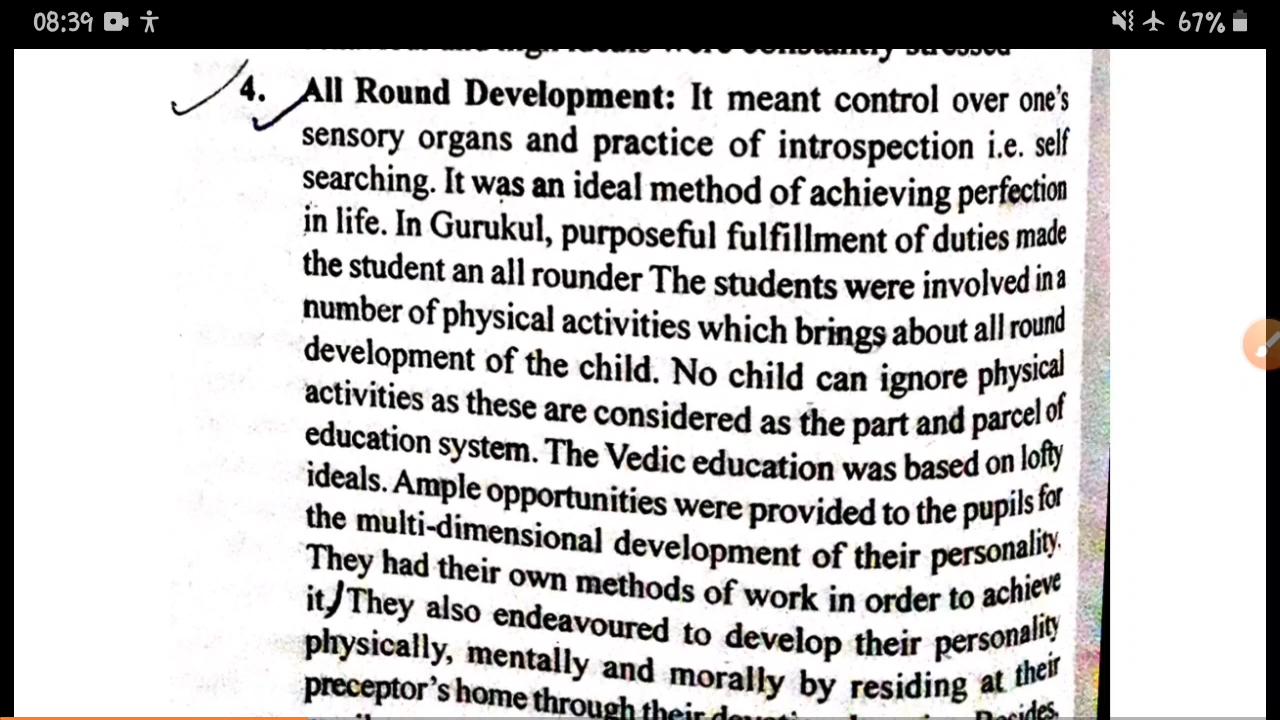 08:39
67%
4. All Round Development: It meant control over one's
sensory organs and practice of introspection i.e. self
searching. It was an ideal method of achieving perfection
in life. In Gurukul, purposeful fulfillment of duties made
the student an all rounder The students were involved in a
number of physical activities which brings about all round
development of the child. No child can ignore physical
activities as these are considered as the part and parcel of
education system. The Vedic education was based on lofty
ideals. Ample opportunities were provided to the pupils for
the multi-dimensional development of their personality.
They had their own methods of work in order to achieve
it. They also endeavoured to develop their personality
physically, mentally and morally by residing at their
preceptor's home through their